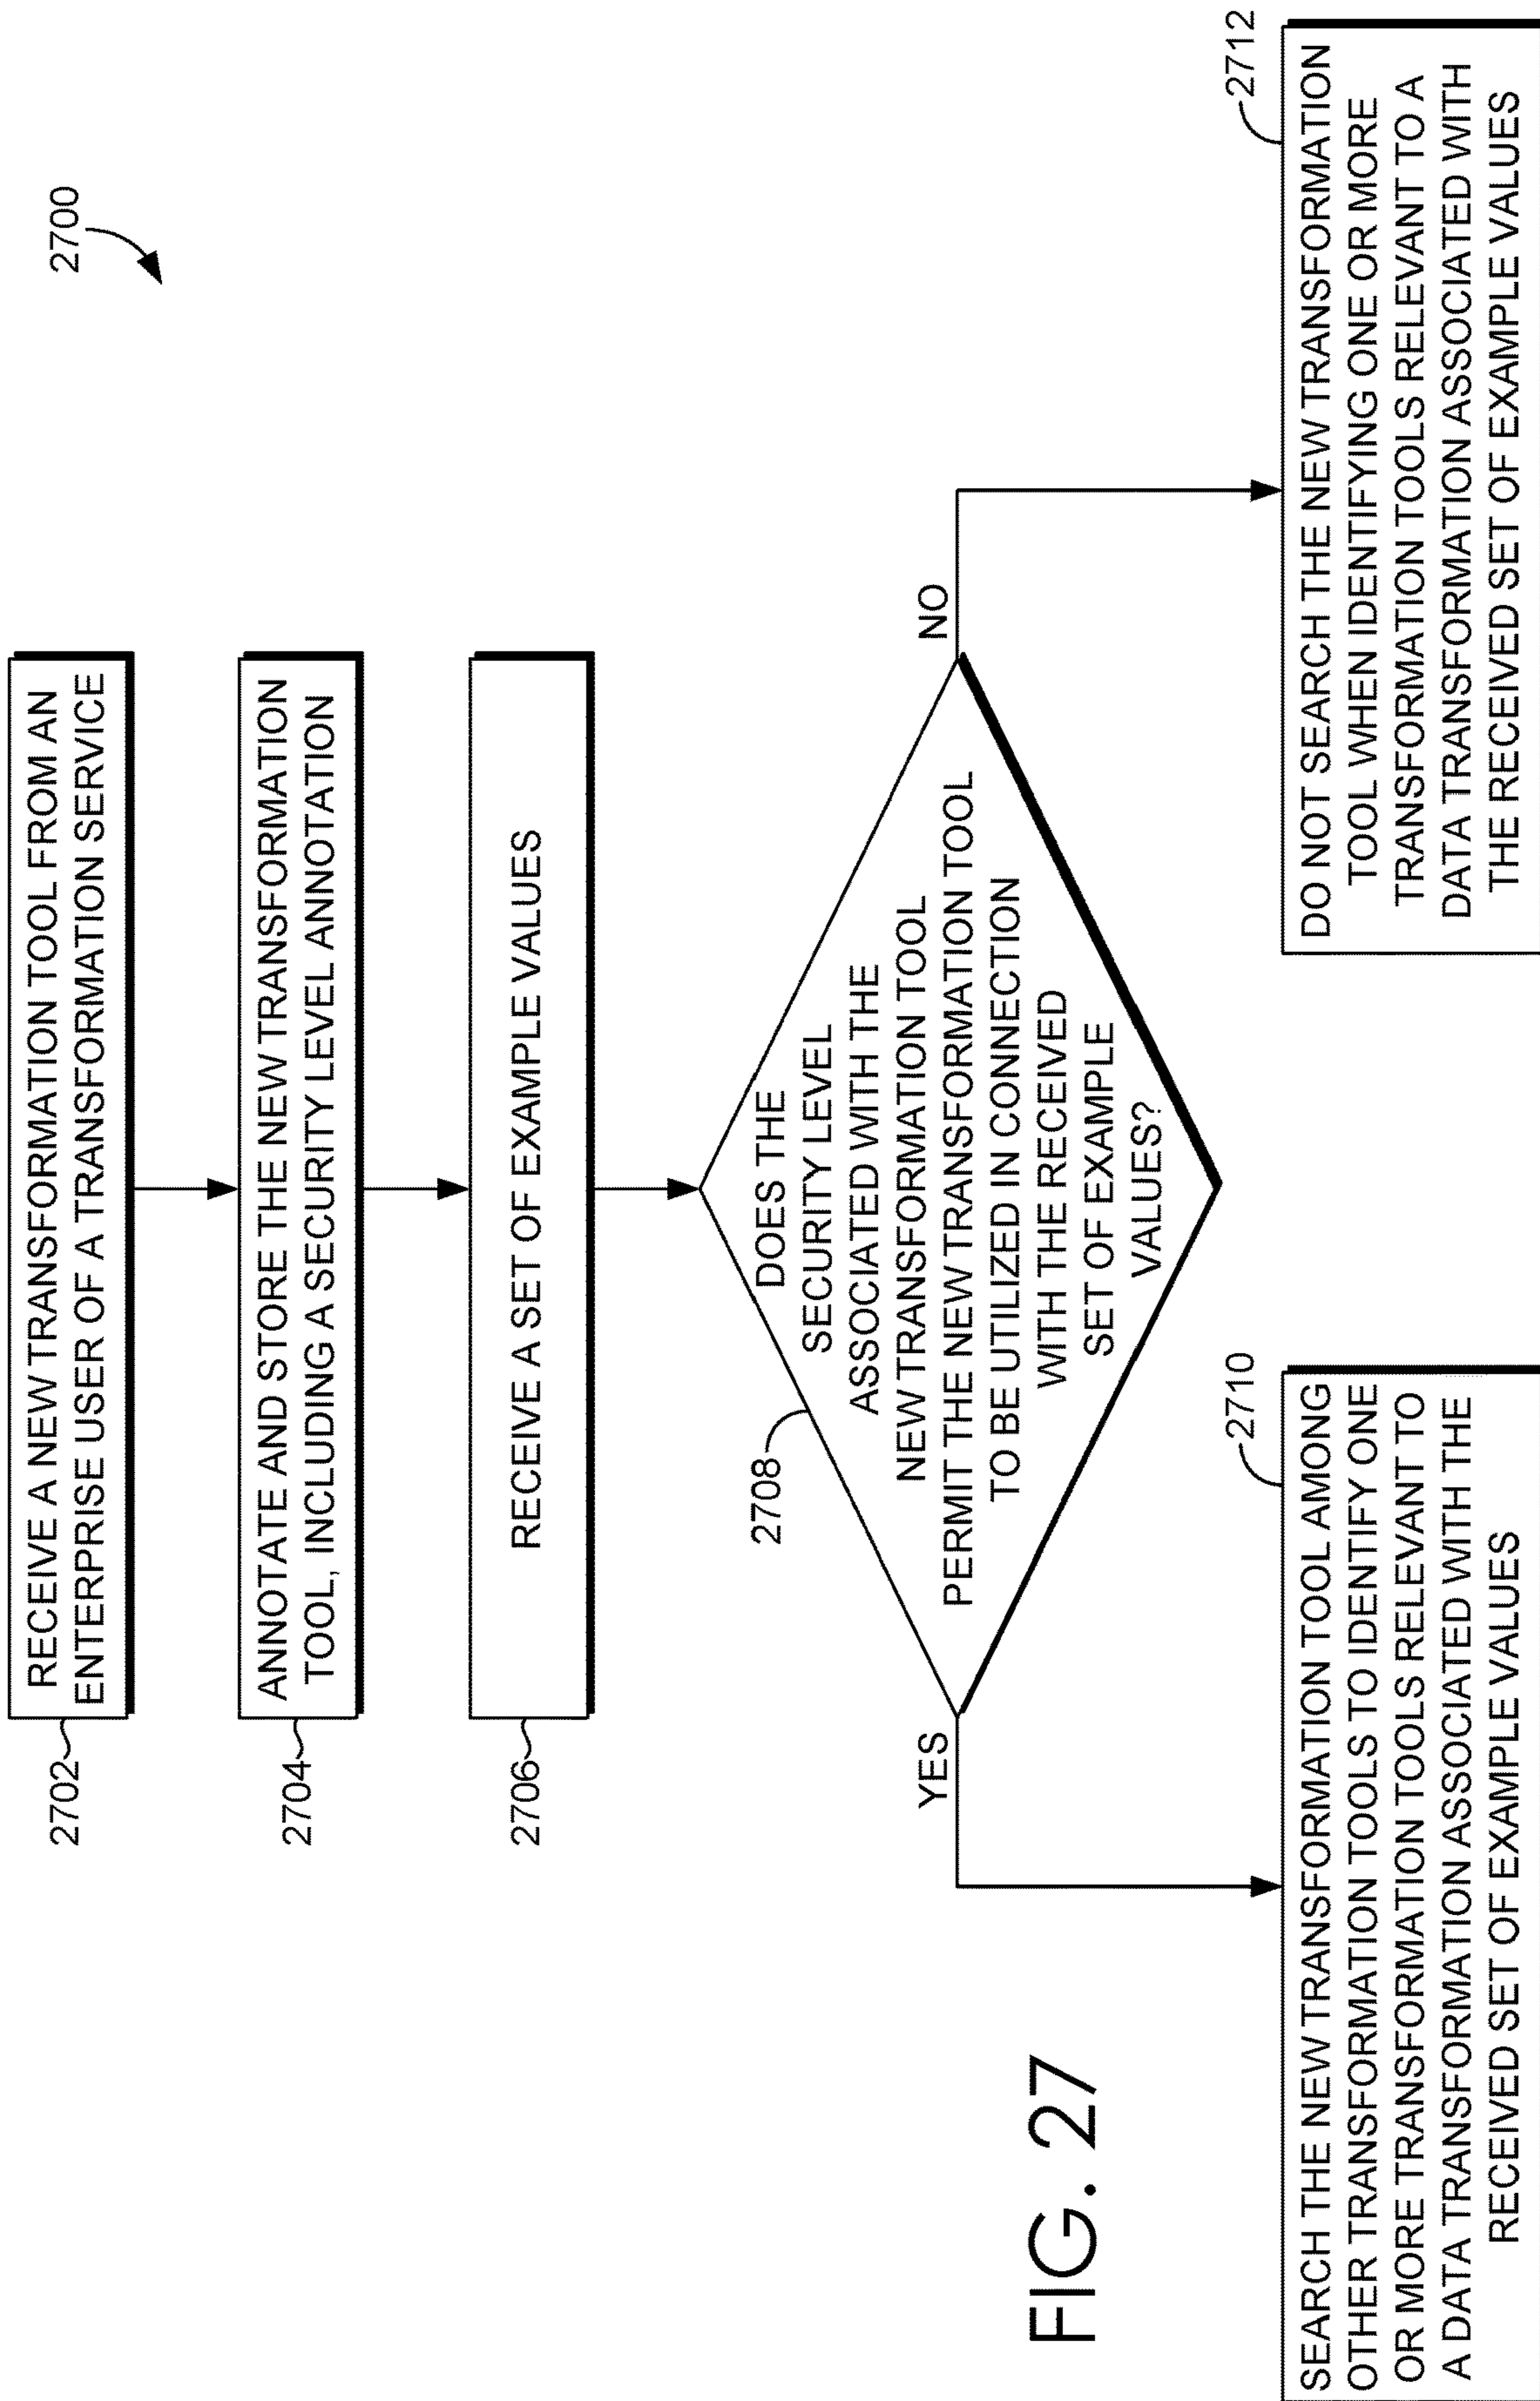 2700
2702
RECEIVE A NEW TRANSFORMATION TOOL FROM AN
ENTERPRISE USER OF A TRANSFORMATION SERVICE
2704
ANNOTATE AND STORE THE NEW TRANSFORMATION
TOOL, INCLUDING A SECURITY LEVEL ANNOTATION
2706
RECEIVE A SET OF EXAMPLE VALUES
2708
DOES THE
SECURITY LEVEL
ASSOCIATED WITH THE
NEW TRANSFORMATION TOOL
PERMIT THE NEW TRANSFORMATION TOOL
TO BE UTILIZED IN CONNECTION
WITH THE RECEIVED
SET OF EXAMPLE
VALUES?
YES
NO
2710
SEARCH THE NEW TRANSFORMATION TOOL AMONG
OTHER TRANSFORMATION TOOLS TO IDENTIFY ONE
OR MORE TRANSFORMATION TOOLS RELEVANT TO
A DATA TRANSFORMATION ASSOCIATED WITH THE
RECEIVED SET OF EXAMPLE VALUES
2712
DO NOT SEARCH THE NEW TRANSFORMATION
TOOL WHEN IDENTIFYING ONE OR MORE
TRANSFORMATION TOOLS RELEVANT TO A
DATA TRANSFORMATION ASSOCIATED WITH
THE RECEIVED SET OF EXAMPLE VALUES
FIG. 27